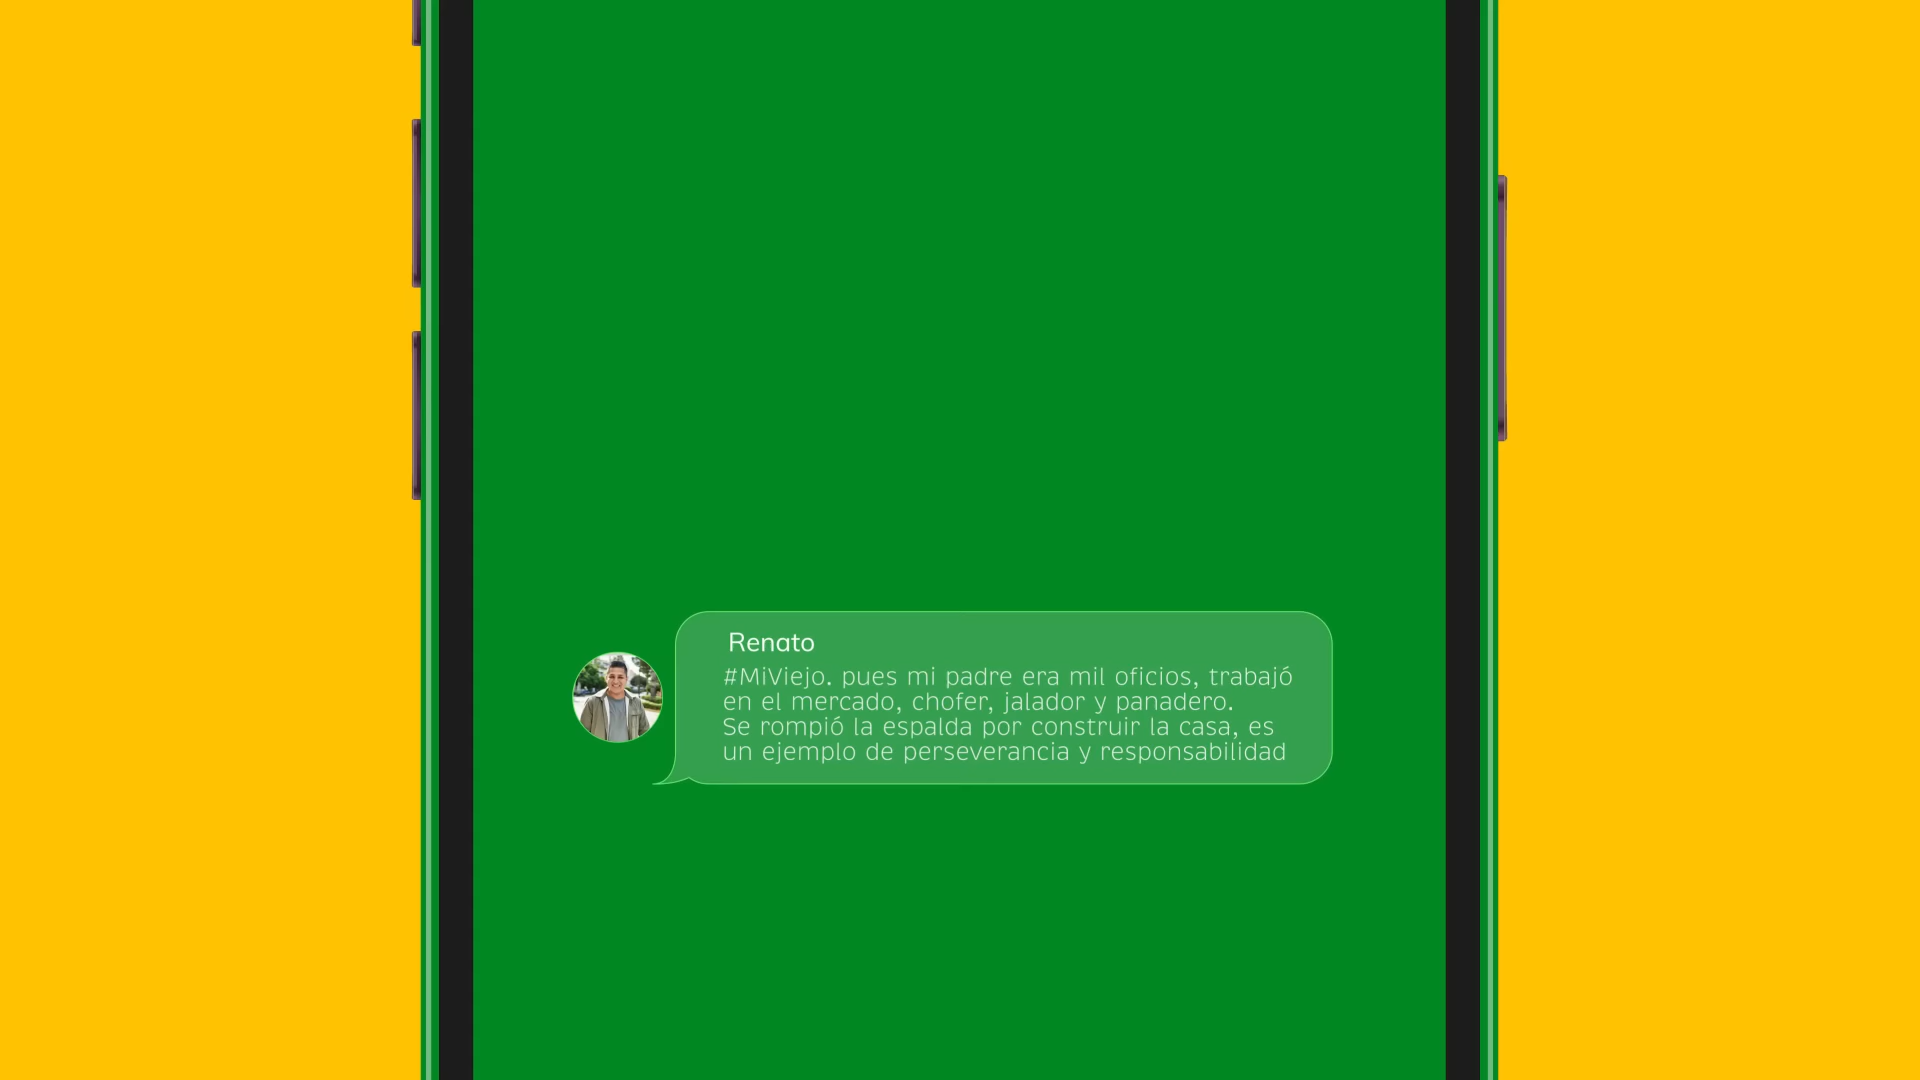 Renato
#MiViejo. pues mi padre era mil oficios, trabajó
en el mercado, chofer, jalador y panadero.
Se rompió la espalda por construir la casa, es
un ejemplo de perseverancia y responsabilidad